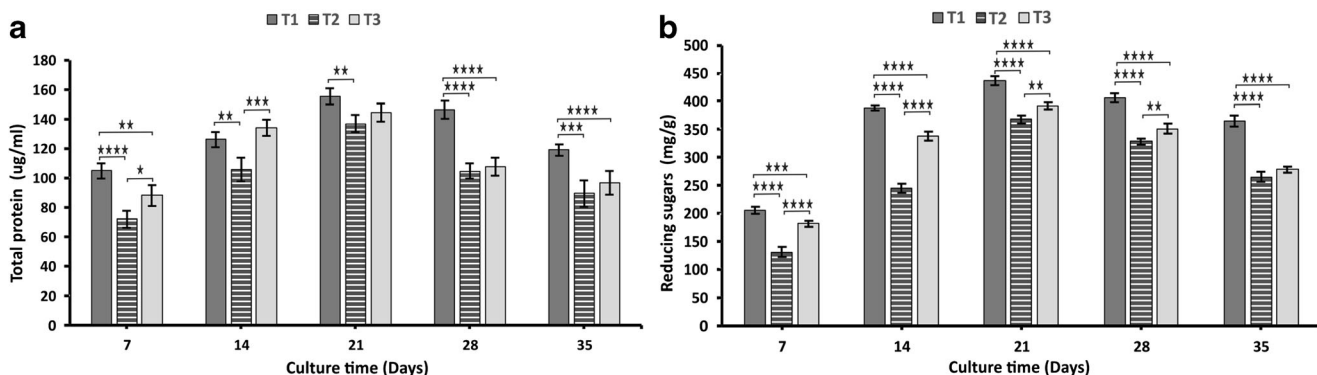 a
T1 T2 T3
Total protein (ug/ml)
180
160
140
120
100
80
60
40
20
0
** **** *
** ***
**
**** ****
**** ***
7 14 21 28 35
Culture time (Days)
b
T1 T2 T3
Reducing sugars (mg/g)
500
450
400
350
300
250
200
150
100
50
0
*** **** ****
**** **** ****
**** **** **
**** **** **
**** ****
7 14 21 28 35
Culture time (Days)